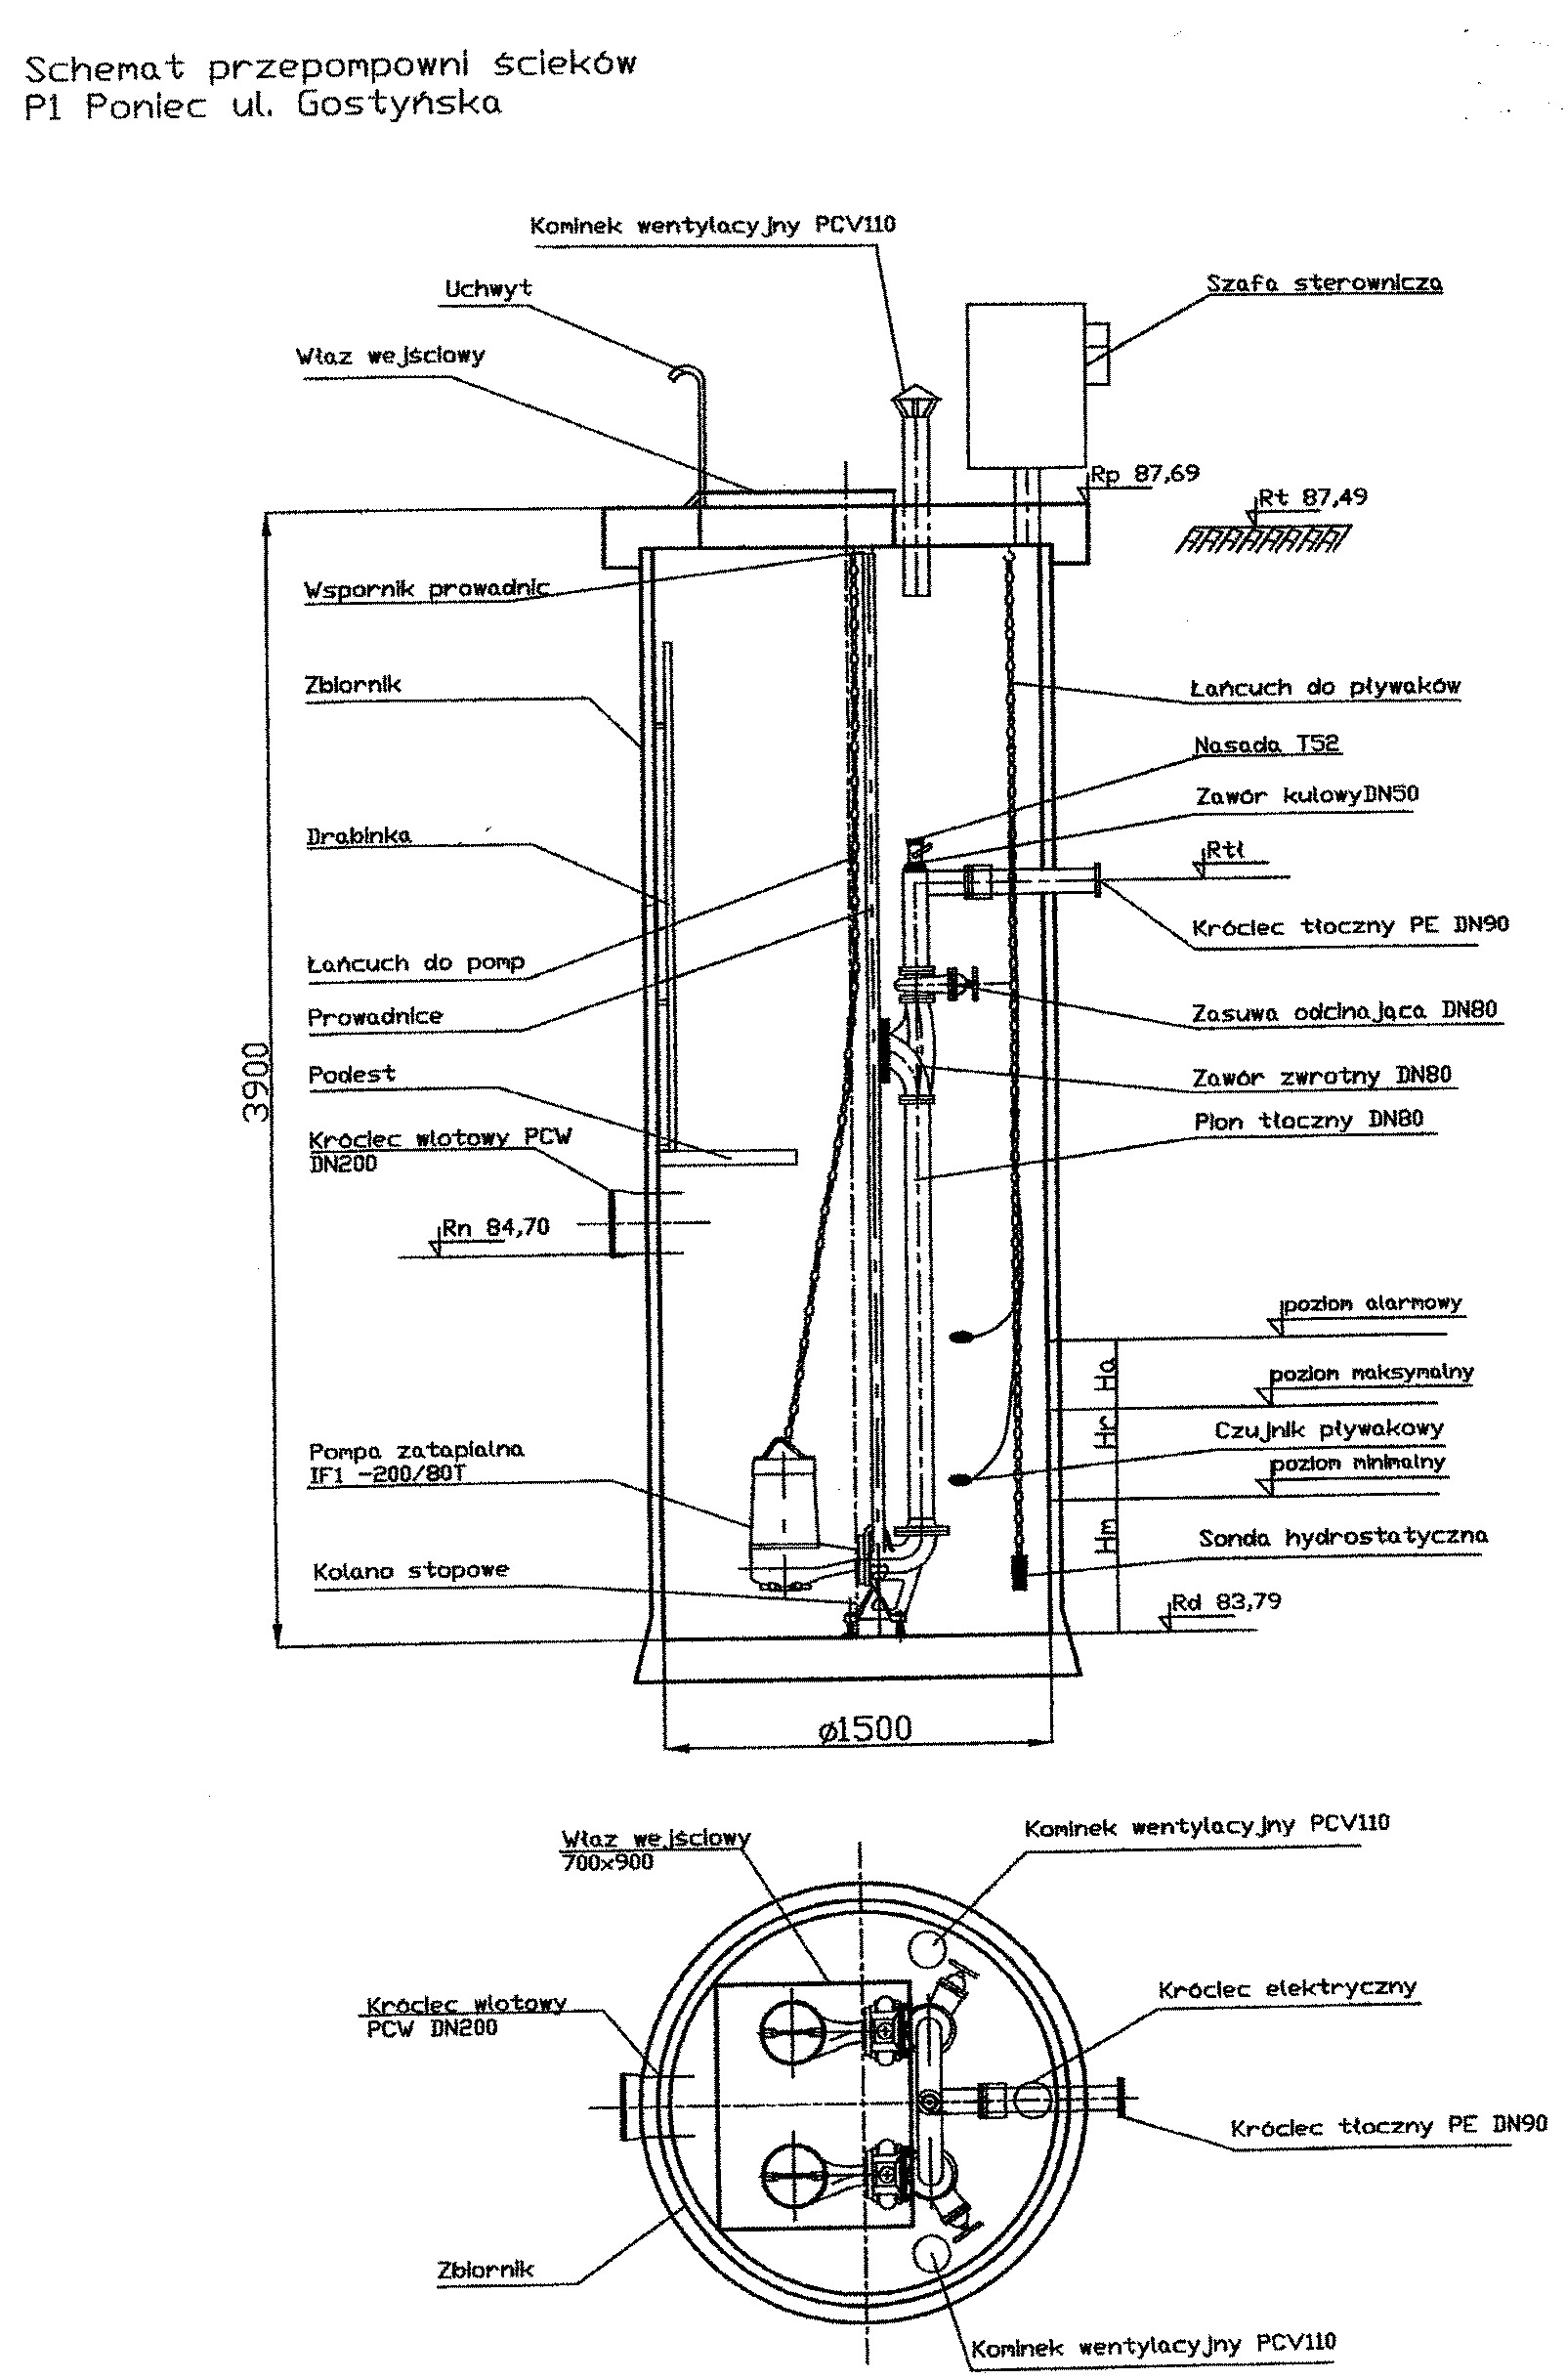 Schemat przepompowni ścieków
P1 Poniec ul. Gostyńska
Kominek wentylacyjny PCV110
Uchwyt
Szafa sterownicza
Właz wejściowy
Rp 87,69
Rt 87,49
Wspornik prowadnic
Zbiornik
Łańcuch do pływaków
Nasada T52
Zawór kulowyDN50
Drabinka
Rtł
Króciec tłoczny PE DN90
Łańcuch do pomp
Prowadnice
Zasuwa odcinająca DN80
3900
Podest
Zawór zwrotny DN80
Pion tłoczny DN80
Króciec wlotowy PCW
DN200
Rn 84,70
poziom alarmowy
Ha
poziom maksymalny
Hr
Czujnik pływakowy
Pompa zatapialna
IF1 -200/80T
poziom minimalny
Hm
Sonda hydrostatyczna
Kolano stopowe
Rd 83,79
ø1500
Właz wejściowy
700x900
Kominek wentylacyjny PCV110
Króciec elektryczny
Króciec wlotowy
PCW DN200
Króciec tłoczny PE DN90
Zbiornik
Kominek wentylacyjny PCV110